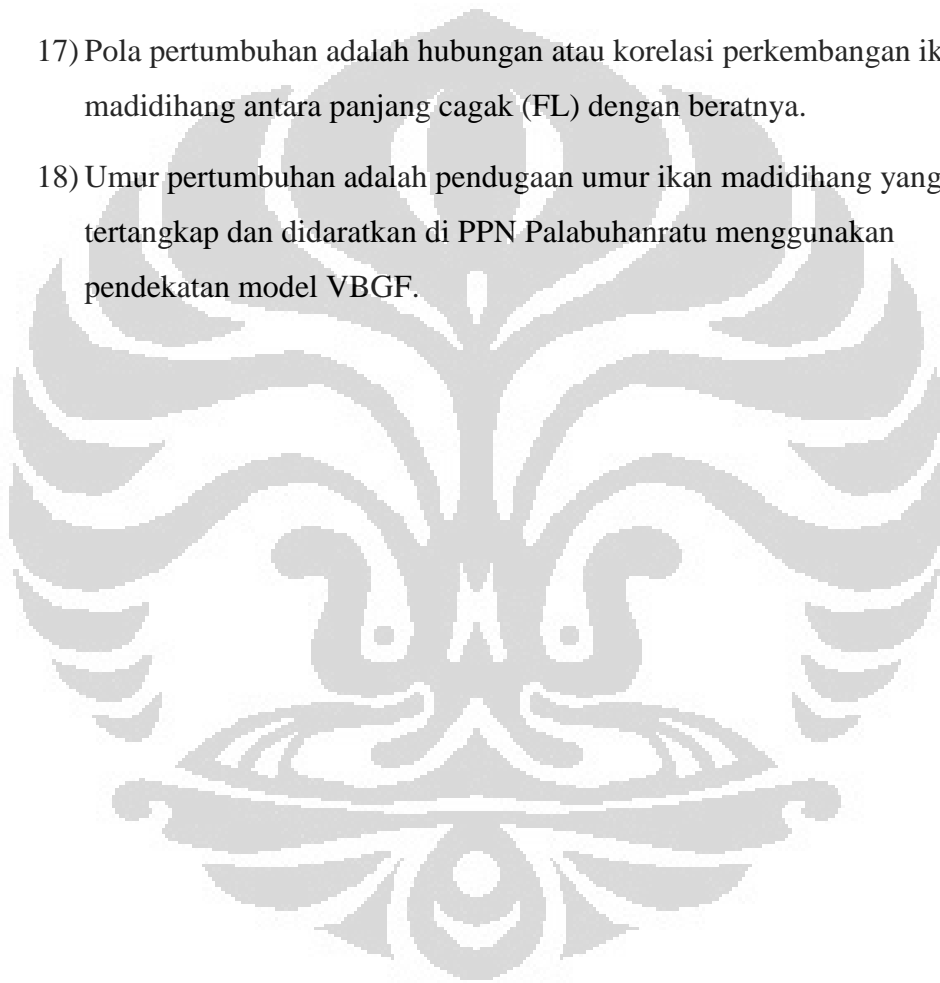 17) Pola pertumbuhan adalah hubungan atau korelasi perkembangan ik
madidihang antara panjang cagak (FL) dengan beratnya.
18) Umur pertumbuhan adalah pendugaan umur ikan madidihang yang
tertangkap dan didaratkan di PPN Palabuhanratu menggunakan
pendekatan model VBGF.